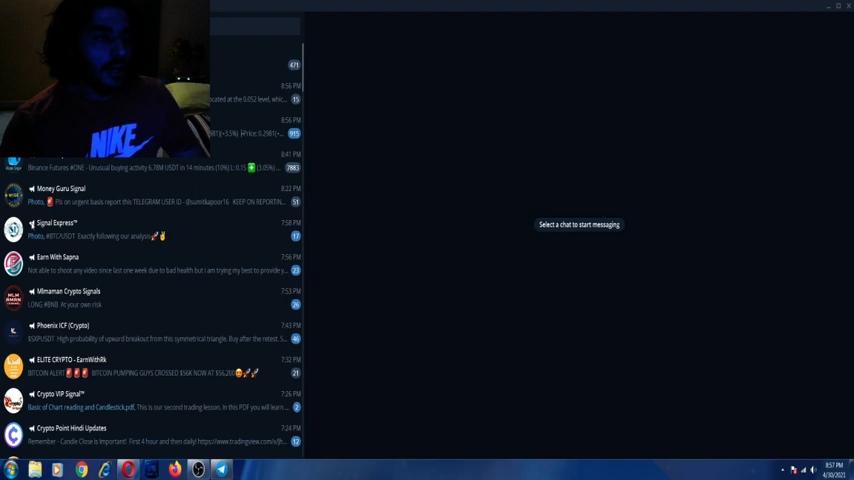 471
8:56 PM
ocated at the 0.052 level, whic...
15
8:56 PM
915
8:41 PM
Binance Futures #ONE - Unusual buying activity 6.78M USDT in 14 minutes (10%) L: 0.15 (3.05%)...
7883
Money Guru Signal
8:22 PM
Photo, Pls on urgent basis report this TELEGRAM USER ID - @sumitkapoor16 KEEP ON REPORTIN...
51
Signal Express™
7:58 PM
Photo, #BTC/USDT Exactly following our analysis🚀✌
17
Earn With Sapna
7:56 PM
Not able to shoot any video since last one week due to bad health but i am trying my best to provide y...
23
Mlmaman Crypto Signals
7:53 PM
LONG #BNB At your own risk
26
Phoenix ICF (Crypto)
7:43 PM
$SXPUSDT High probability of upward breakout from this symmetrical triangle. Buy after the retest. S...
46
ELITE CRYPTO - EarnWithRk
7:32 PM
BITCOIN ALERT🚨🚨🚨 BITCOIN PUMPING GUYS CROSSED $56K NOW AT $56,200🤩🚀🚀
21
Crypto VIP Signal™
7:26 PM
Basic of Chart reading and Candlestick.pdf, This is our second trading lesson. In this PDF you will learn...
2
Crypto Point Hindi Updates
7:24 PM
Remember - Candle Close is Important! First 4 hour and then daily! https://www.tradingview.com/x/Jh...
12
Select a chat to start messaging
NIKE
8:57 PM
4/30/2021